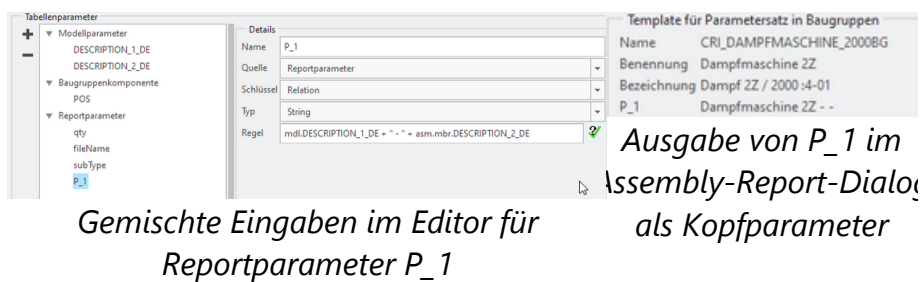 Tabellenparameter
Modellparameter
DESCRIPTION_1_DE
DESCRIPTION_2_DE
Baugruppenkomponente
POS
Reportparameter
qty
fileName
subType
P_1
Details
Name P_1
Quelle Reportparameter
Schlüssel Relation
Typ String
Regel mdl.DESCRIPTION_1_DE + " - " + asm.mbr.DESCRIPTION_2_DE
Gemischte Eingaben im Editor für
Reportparameter P_1
Template für Parametersatz in Baugruppen
Name CRI_DAMPFMASCHINE_2000BG
Benennung Dampfmaschine 2Z
Bezeichnung Dampf 2Z / 2000 :4-01
P_1 Dampfmaschine 2Z - -
Ausgabe von P_1 im
Assembly-Report-Dialog
als Kopfparameter